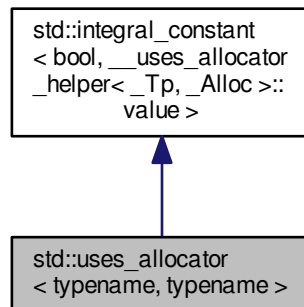 std::integral_constant
< bool, __uses_allocator
_helper< _Tp, _Alloc >::
value >
std::uses_allocator
< typename, typename >